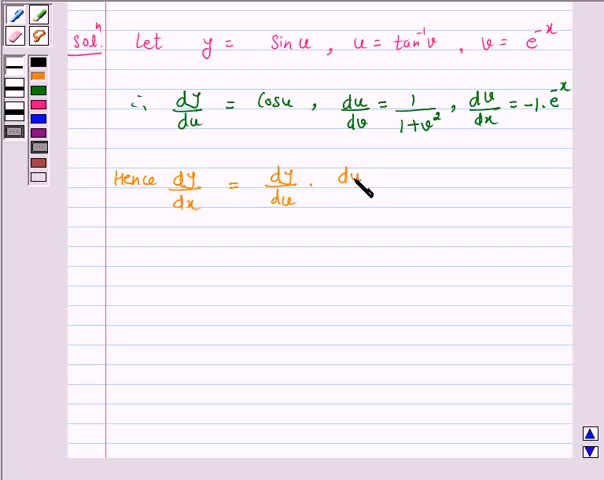 Solⁿ. Let y = Sin u , u = tan⁻¹v , v = e⁻ˣ
∴ dy/du = Cosu , du/dv = 1/(1+v²) , dv/dx = -1.e⁻ˣ
Hence dy/dx = dy/du . du